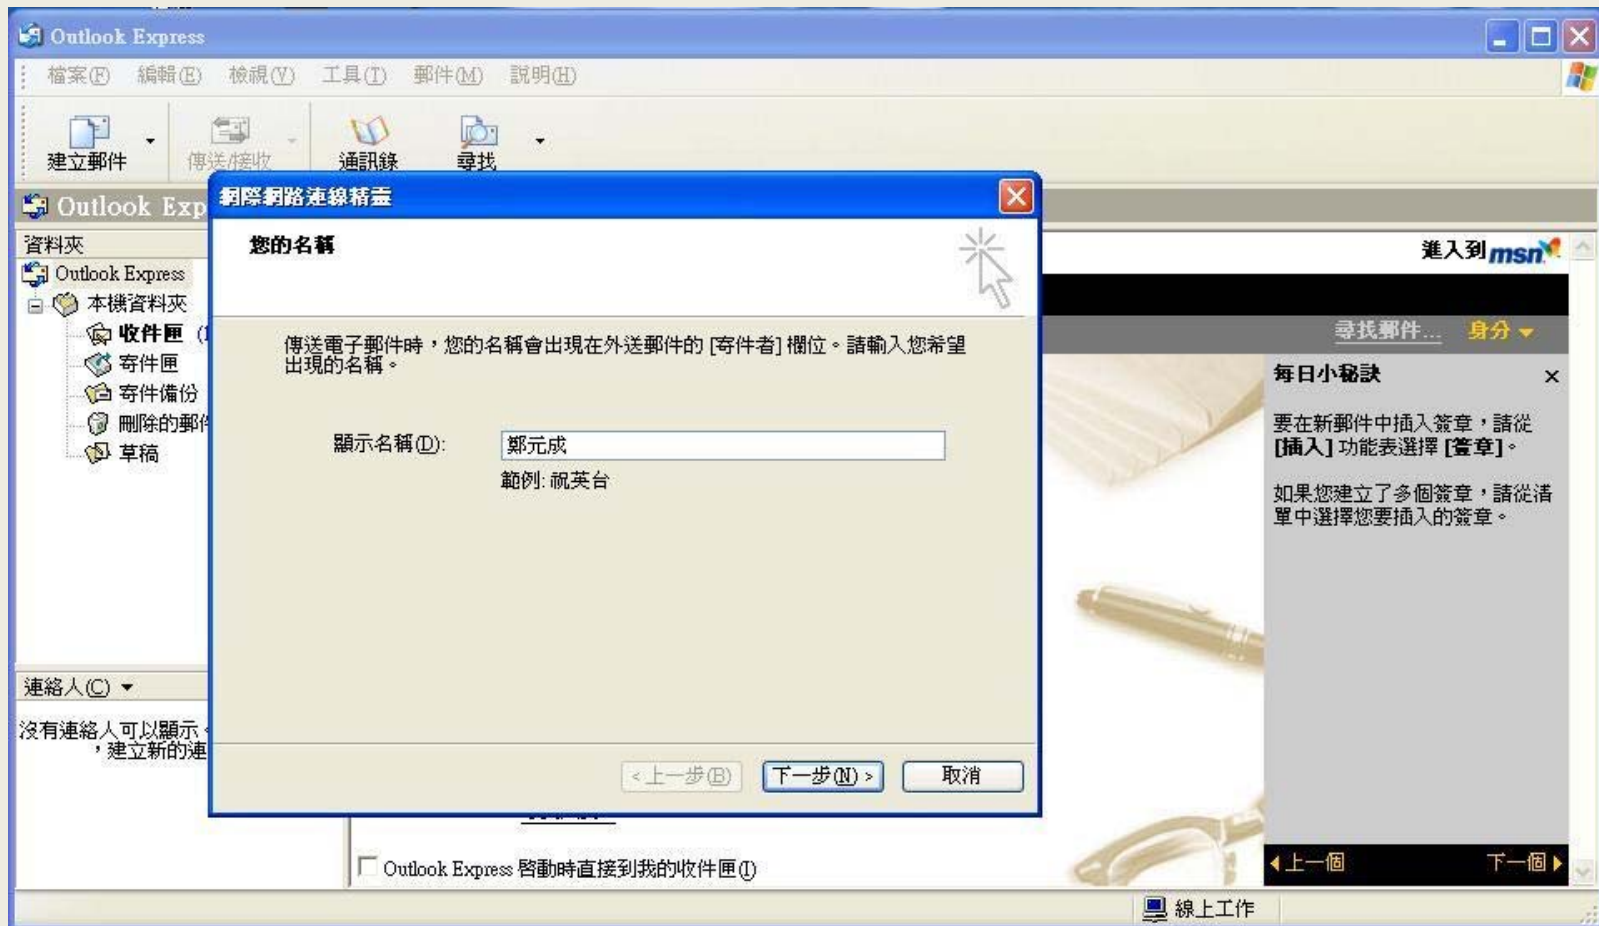 Outlook Express
檔案(F) 編輯(E) 檢視(V) 工具(T) 郵件(M) 說明(H)
建立郵件 傳送/接收 通訊錄 尋找
Outlook Exp
網際網路連線精靈
您的名稱
傳送電子郵件時，您的名稱會出現在外送郵件的 [寄件者] 欄位。請輸入您希望
出現的名稱。
顯示名稱(D): 鄭元成
範例: 祝英台
<上一步(B) 下一步(N) > 取消
資料夾
Outlook Express
本機資料夾
收件匣
寄件匣
寄件備份
刪除的郵件
草稿
連絡人(C)
沒有連絡人可以顯示。
，建立新的連
進入到 msn
尋找郵件... 身分
每日小秘訣 ×
要在新郵件中插入簽章，請從
[插入] 功能表選擇 [簽章]。
如果您建立了多個簽章，請從清
單中選擇您要插入的簽章。
上一個 下一個
Outlook Express 啟動時直接到我的收件匣(I)
線上工作